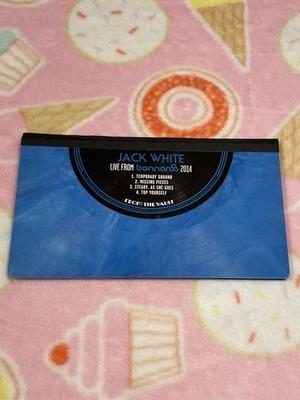 JACK WHITE
LIVE FROM bonnaroo 2014
1. TEMPORARY GROUND
2. MISSING PIECES
3. STEADY, AS SHE GOES
4. TOP YOURSELF
FROM THE VAULT